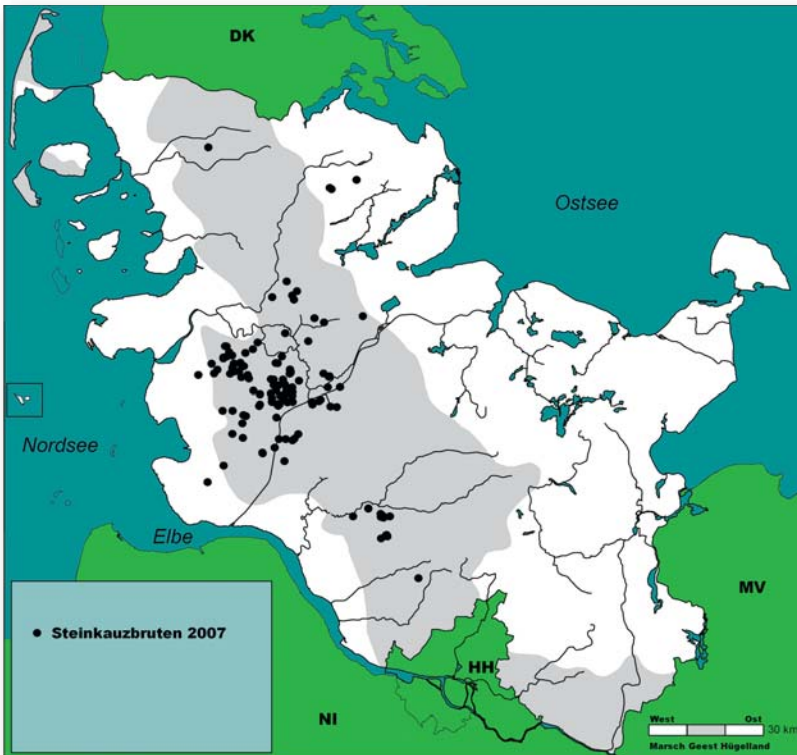 DK
Ostsee
Nordsee
Elbe
MV
Steinkauzbruten 2007
HH
NI
West Ost
30 km
Marsch Geest Hügelland